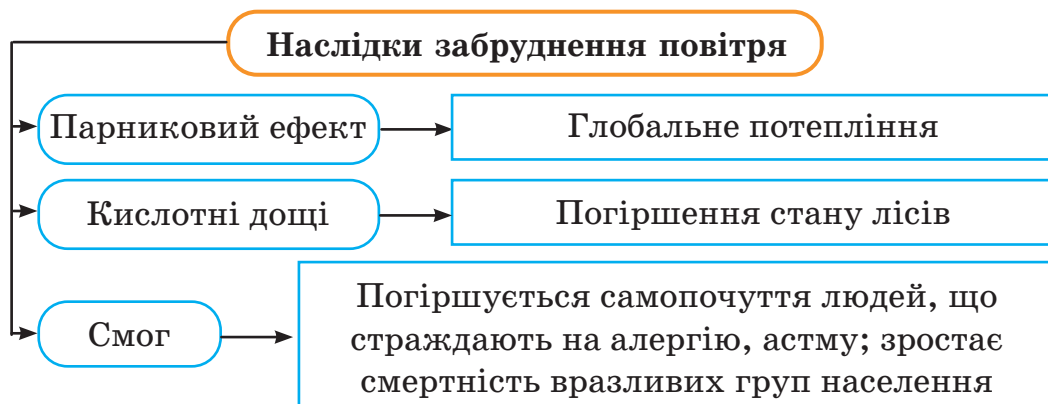 Наслідки забруднення повітря
Парниковий ефект
Глобальне потепління
Кислотні дощі
Погіршення стану лісів
Смог
Погіршується самопочуття людей, що
страждають на алергію, астму; зростає
смертність вразливих груп населення